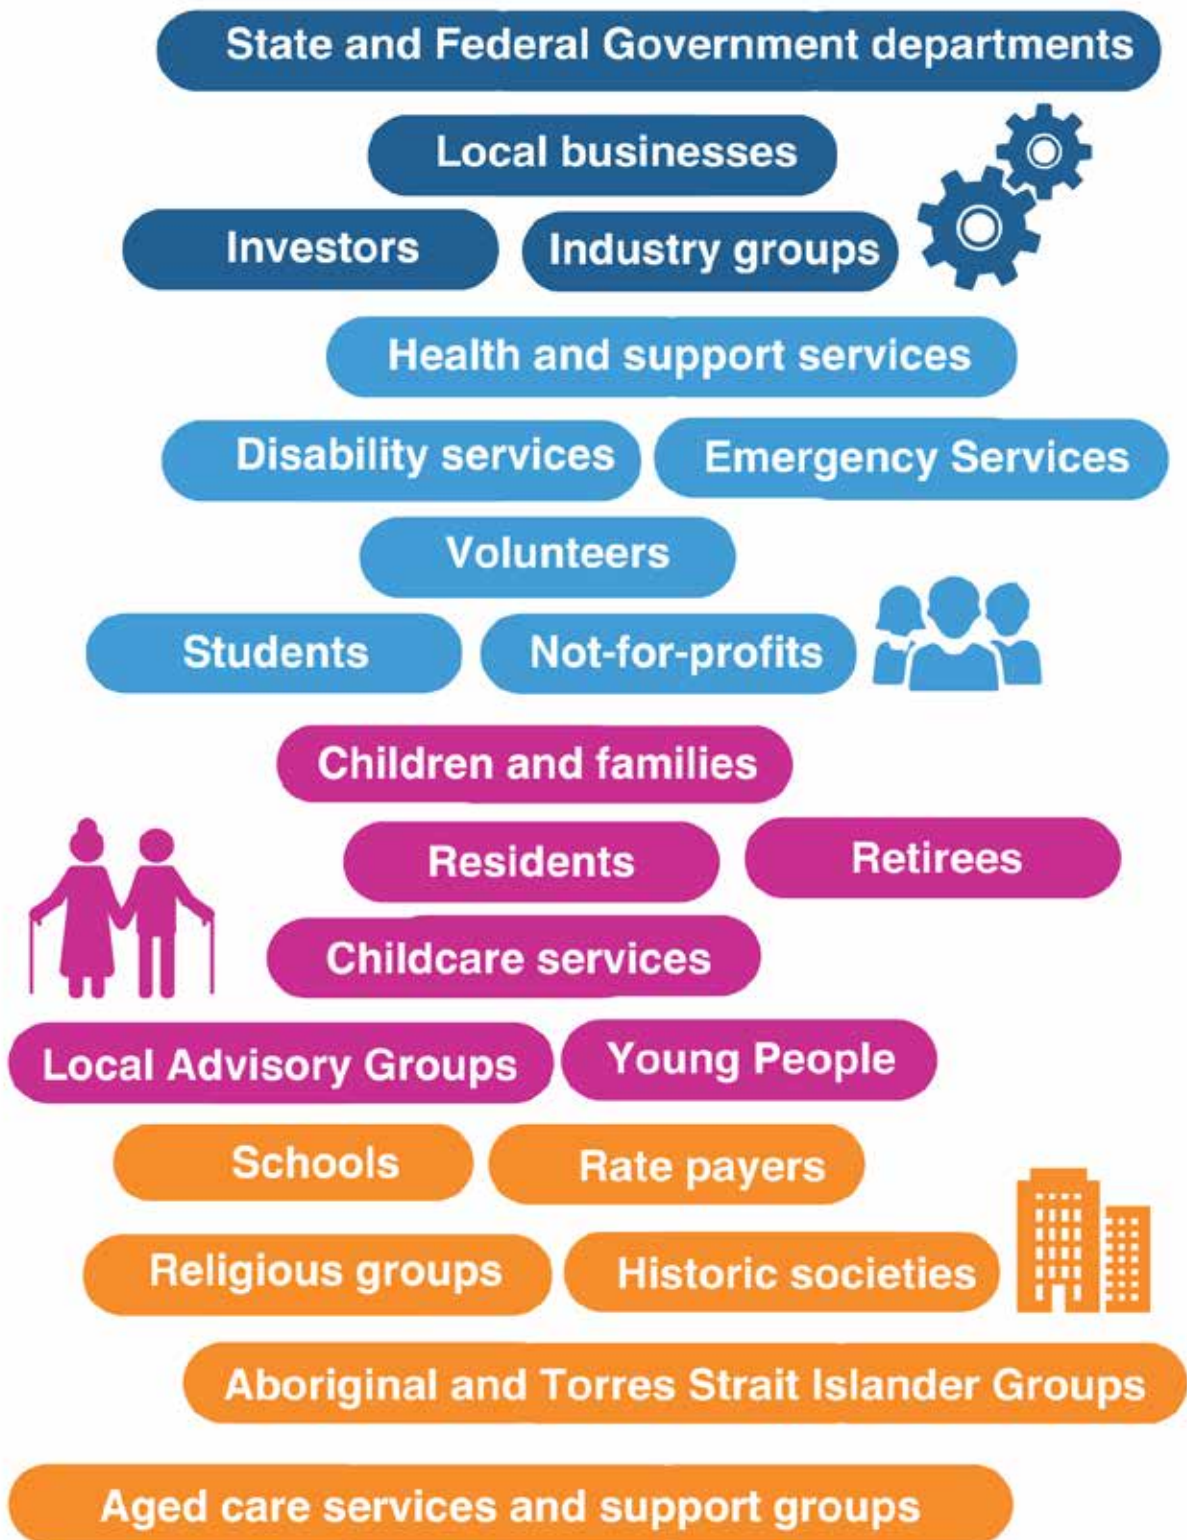 State and Federal Government departments
Local businesses
Investors
Industry groups
Health and support services
Disability services
Emergency Services
Volunteers
Students
Not-for-profits
Children and families
Residents
Retirees
Childcare services
Local Advisory Groups
Young People
Schools
Rate payers
Religious groups
Historic societies
Aboriginal and Torres Strait Islander Groups
Aged care services and support groups